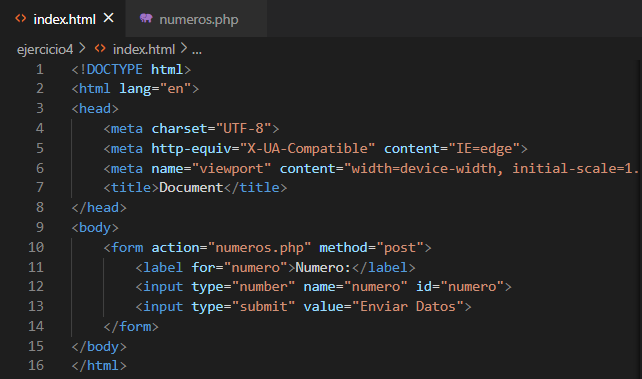 index.html
numeros.php
ejercicio4 > index.html > ...
1 <!DOCTYPE html>
2 <html lang="en">
3 <head>
4 <meta charset="UTF-8">
5 <meta http-equiv="X-UA-Compatible" content="IE=edge">
6 <meta name="viewport" content="width=device-width, initial-scale=1.
7 <title>Document</title>
8 </head>
9 <body>
10 <form action="numeros.php" method="post">
11 <label for="numero">Numero:</label>
12 <input type="number" name="numero" id="numero">
13 <input type="submit" value="Enviar Datos">
14 </form>
15 </body>
16 </html>